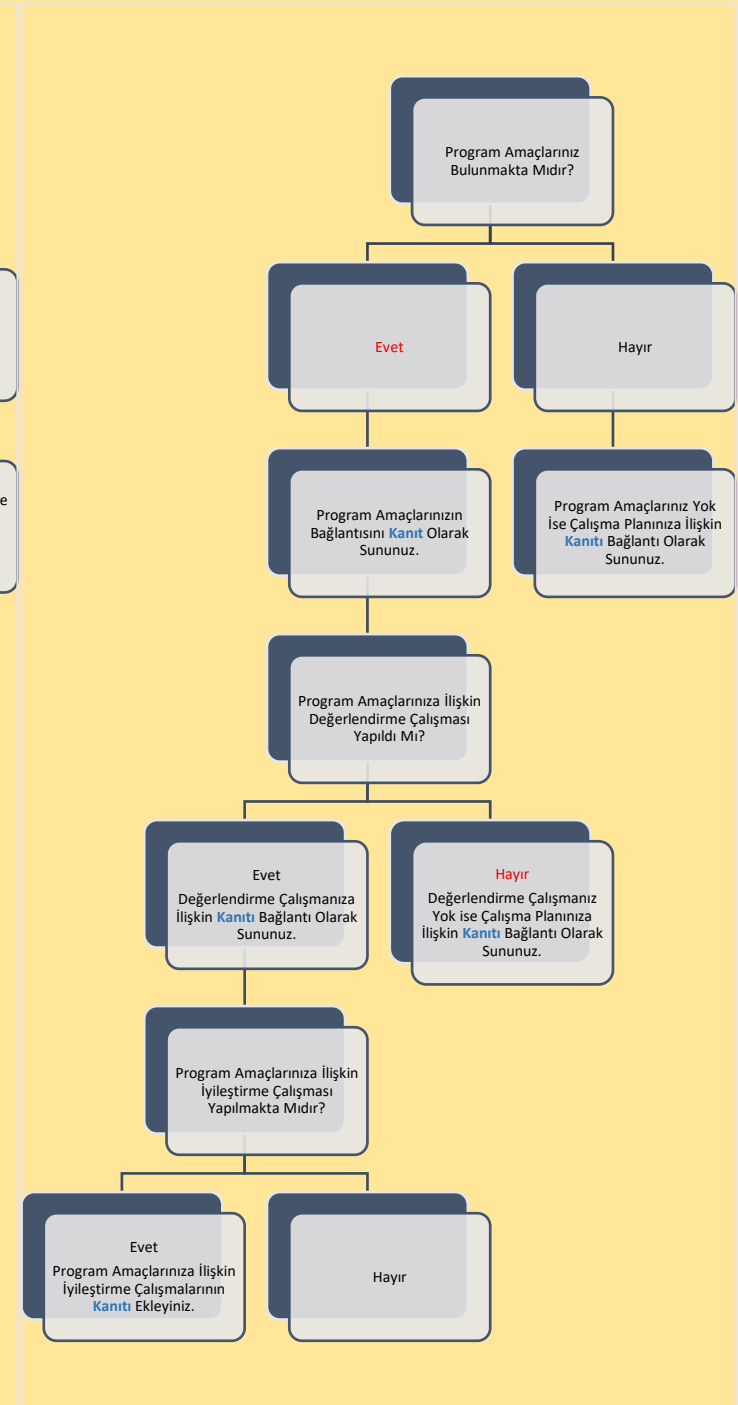 Program Amaçlarınız
Bulunmakta Mıdır?
Evet
Hayır
Program Amaçlarınızın
Bağlantısını Kanıt Olarak
Sununuz.
Program Amaçlarınız Yok
İse Çalışma Planınıza İlişkin
Kanıtı Bağlantı Olarak
Sununuz.
e
Program Amaçlarınıza İlişkin
Değerlendirme Çalışması
Yapıldı Mı?
Evet
Değerlendirme Çalışmanıza
İlişkin Kanıtı Bağlantı Olarak
Sununuz.
Hayır
Değerlendirme Çalışmanız
Yok ise Çalışma Planınıza
İlişkin Kanıtı Bağlantı Olarak
Sununuz.
Program Amaçlarınıza İlişkin
İyileştirme Çalışması
Yapılmakta Mıdır?
Evet
Program Amaçlarınıza İlişkin
İyileştirme Çalışmalarının
Kanıtı Ekleyiniz.
Hayır